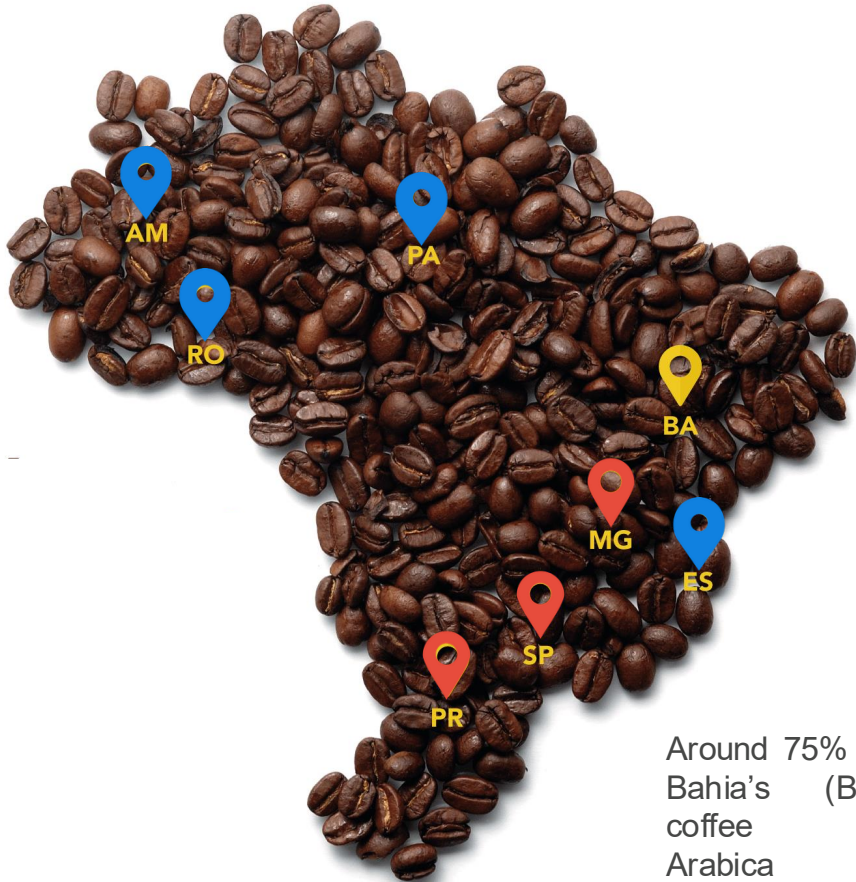 AM
PA
RO
BA
MG
ES
SP
PR
Around 75%
Bahia's (B
coffee
Arabica